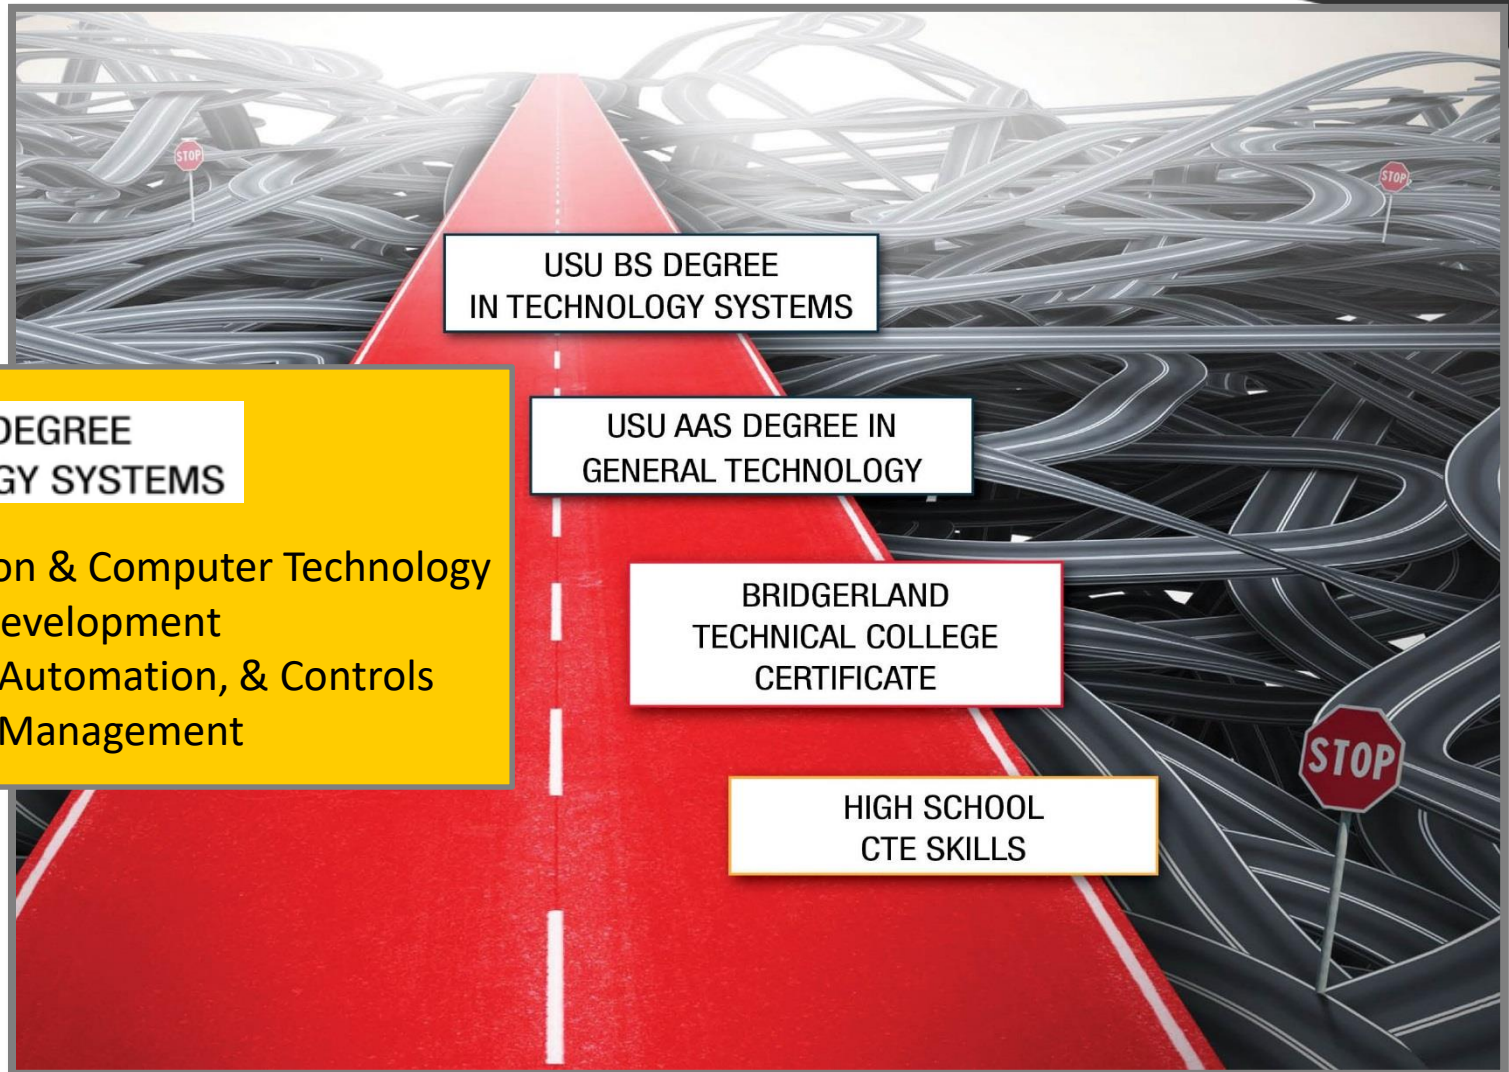 STOP
STOP
USU BS DEGREE
IN TECHNOLOGY SYSTEMS
DEGREE
GY SYSTEMS
on & Computer Technology
evelopment
Automation, & Controls
Management
USU AAS DEGREE IN
GENERAL TECHNOLOGY
BRIDGERLAND
TECHNICAL COLLEGE
CERTIFICATE
STOP
HIGH SCHOOL
CTE SKILLS